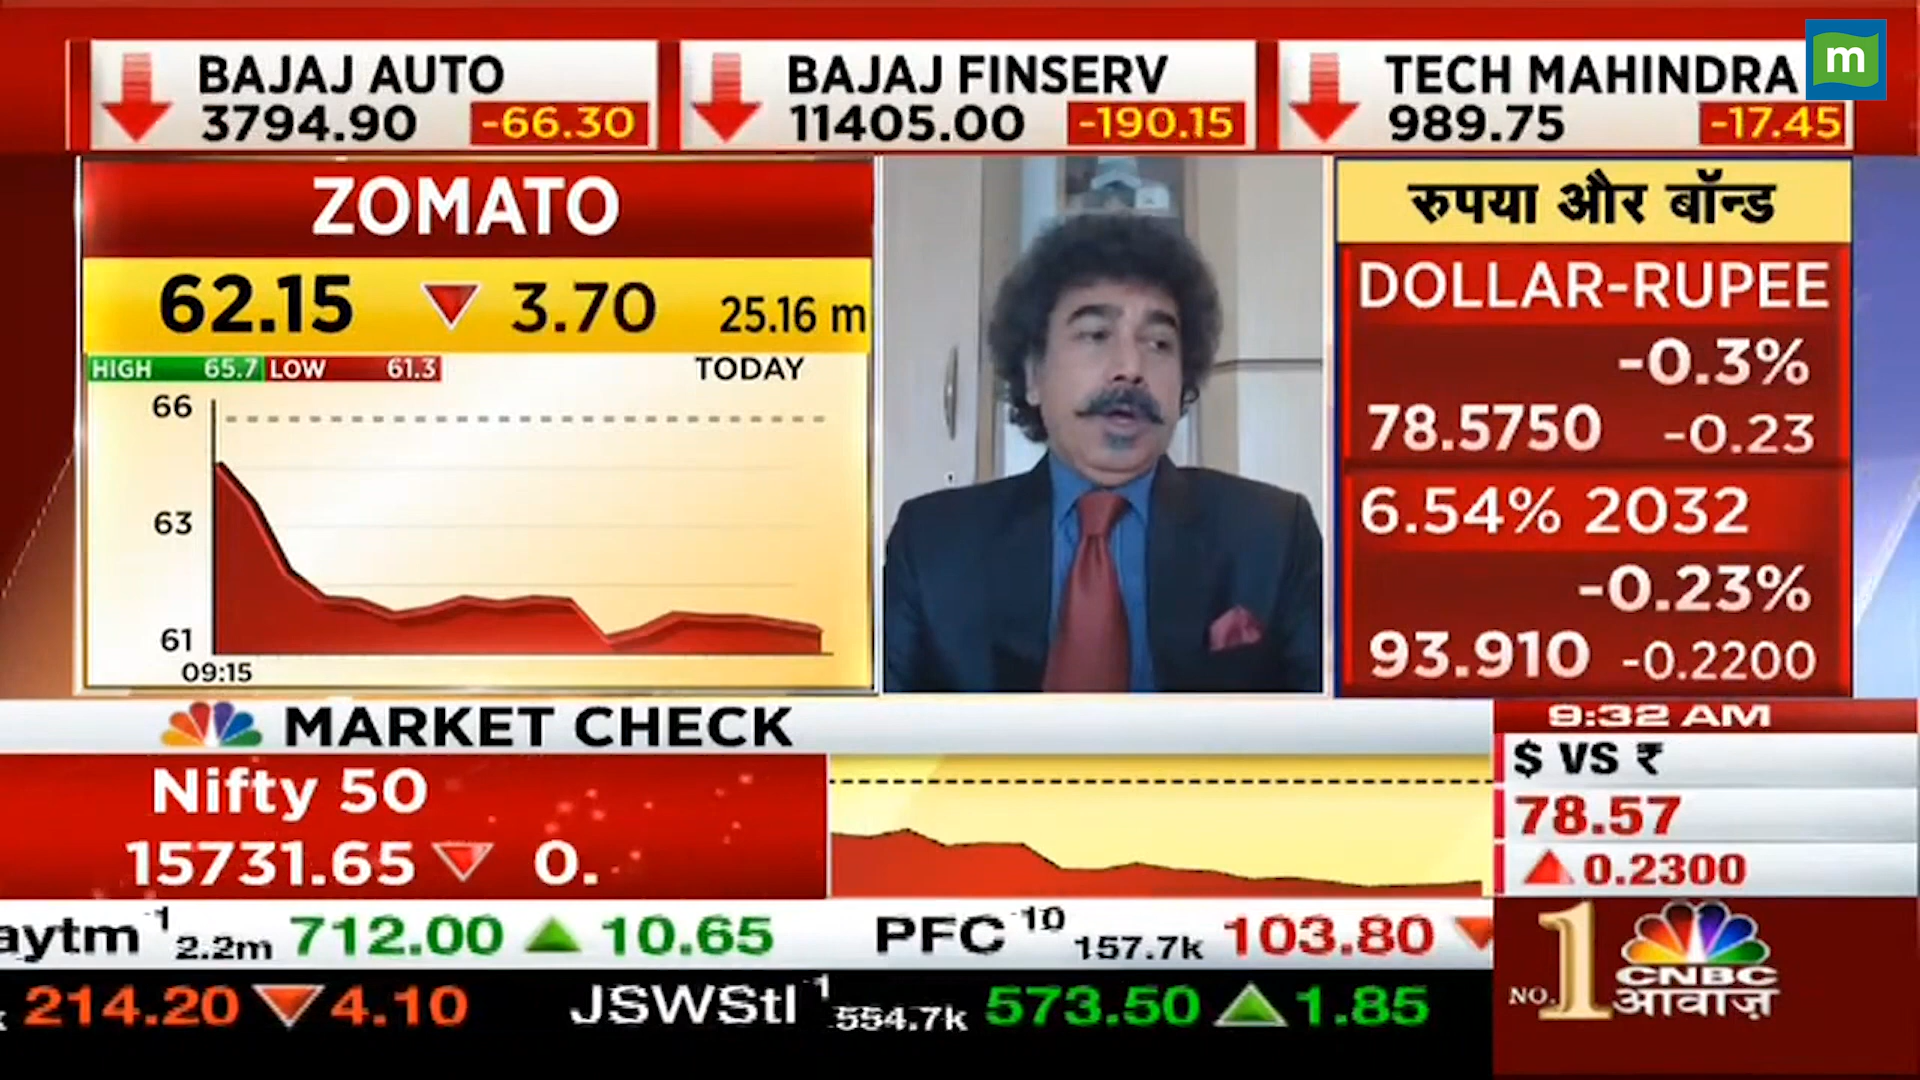 BAJAJ AUTO
3794.90 -66.30
BAJAJ FINSERV
11405.00 -190.15
TECH MAHINDRA
989.75 -17.45
m
ZOMATO
62.15 3.70 25.16 m
HIGH 65.7 LOW 61.3 TODAY
66
63
61
09:15
रुपया और बॉन्ड
DOLLAR-RUPEE
-0.3%
78.5750 -0.23
6.54% 2032
-0.23%
93.910 -0.2200
MARKET CHECK
Nifty 50
15731.65 0.
9:32 AM
$ VS ₹
78.57
0.2300
aytm -1 2.2m 712.00 10.65 PFC -10 157.7k 103.80
214.20 4.10 JSWStl -1 554.7k 573.50 1.85
NO.1 CNBC
आवाज़